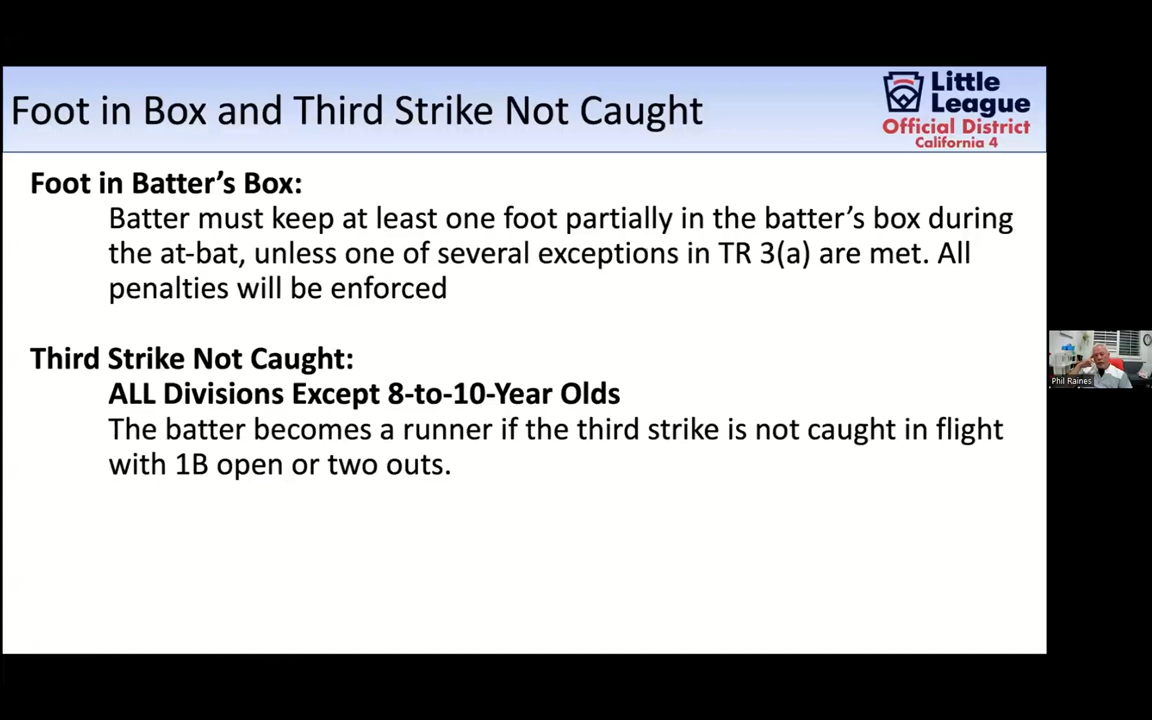 Foot in Box and Third Strike Not Caught
Little
League
Official District
California 4
Foot in Batter's Box:
Batter must keep at least one foot partially in the batter's box during
the at-bat, unless one of several exceptions in TR 3(a) are met. All
penalties will be enforced
Third Strike Not Caught:
ALL Divisions Except 8-to-10-Year Olds
The batter becomes a runner if the third strike is not caught in flight
with 1B open or two outs.
Phil Raines